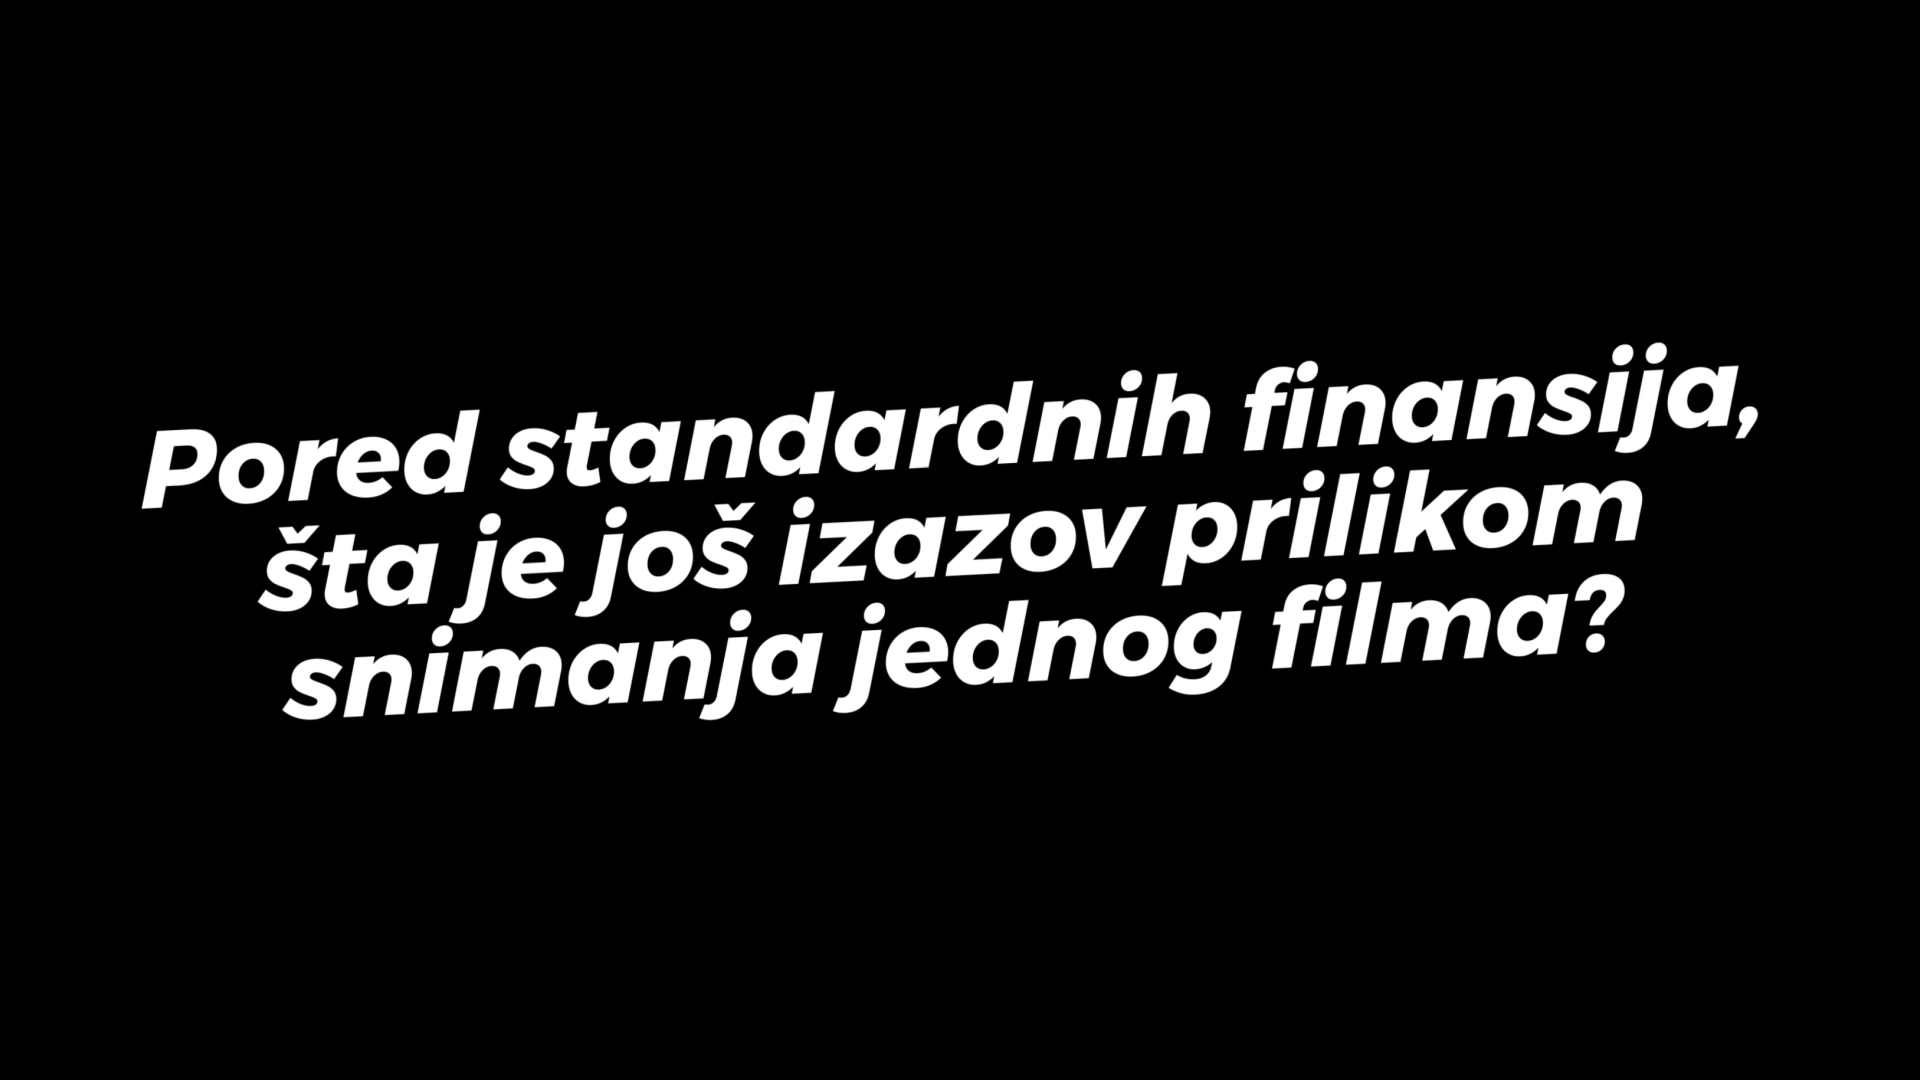 Pored standardnih finansija,
šta je još izazov prilikom
snimanja jednog filma?